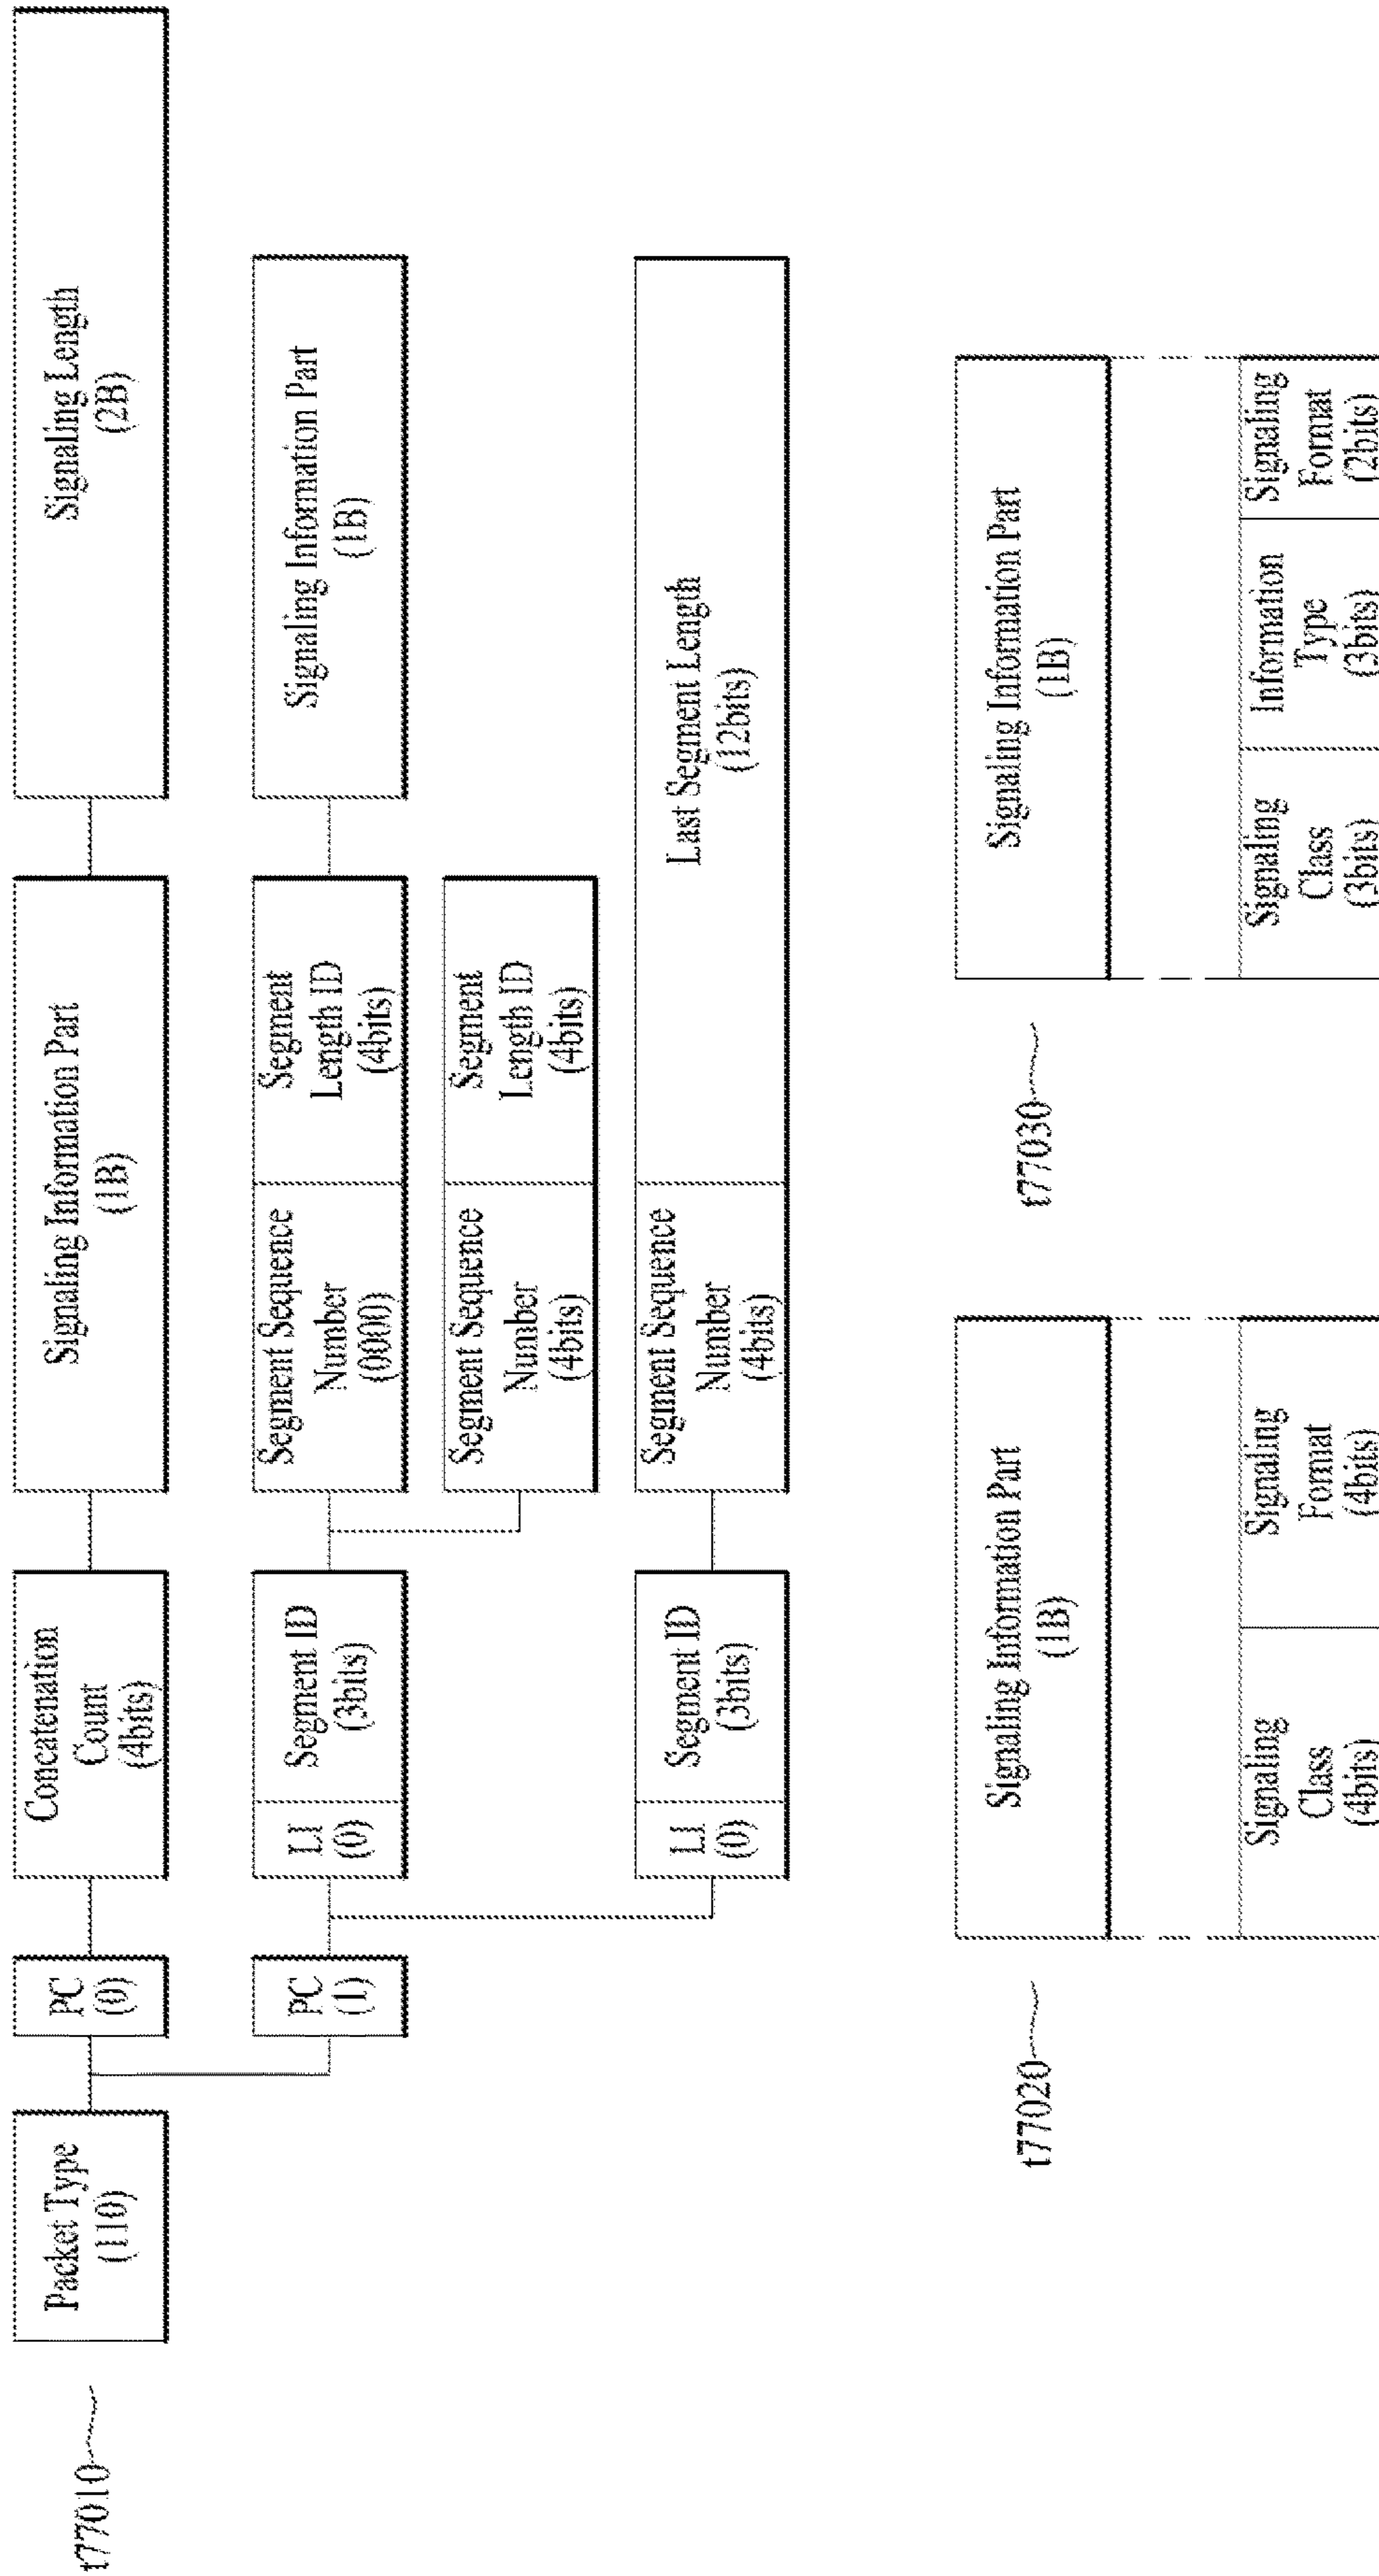 t77010
Packet Type
(110)
PC
(0)
Concatenation
Count
(4bits)
Signaling Information Part
(1B)
Signaling Length
(2B)
PC
(1)
LI
(0)
Segment ID
(3bits)
Segment Sequence
Number
(0000)
Segment
Length ID
(4bits)
Signaling Information Part
(1B)
Segment Sequence
Number
(4bits)
Segment
Length ID
(4bits)
LI
(0)
Segment ID
(3bits)
Segment Sequence
Number
(4bits)
Last Segment Length
(12bits)
t77020
Signaling Information Part
(1B)
Signaling
Class
(4bits)
Signaling
Fomat
(4bits)
t77030
Signaling Information Part
(1B)
Signaling
Class
(3bits)
Information
Type
(3bits)
Signaling
Fomat
(2bits)